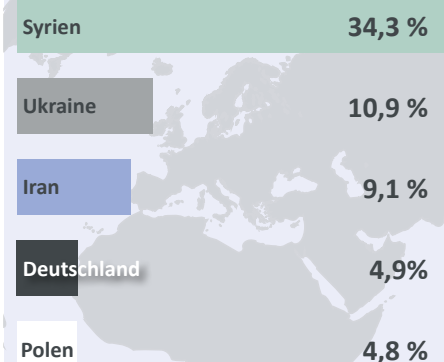 Syrien 34,3 %
Ukraine 10,9 %
Iran 9,1 %
Deutschland 4,9%
Polen 4,8 %